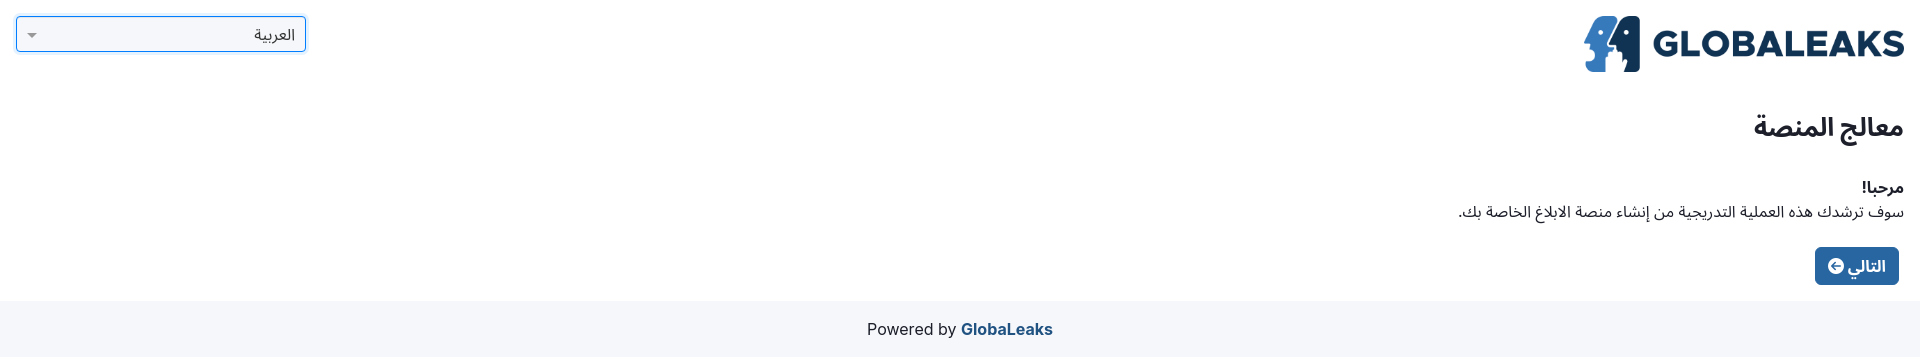 GLOBALEAKS
العربية
معالج المنصة
مرحبا!
سوف ترشدك هذه العملية التدريجية من إنشاء منصة الابلاغ الخاصة بك.
التالي
Powered by GlobaLeaks